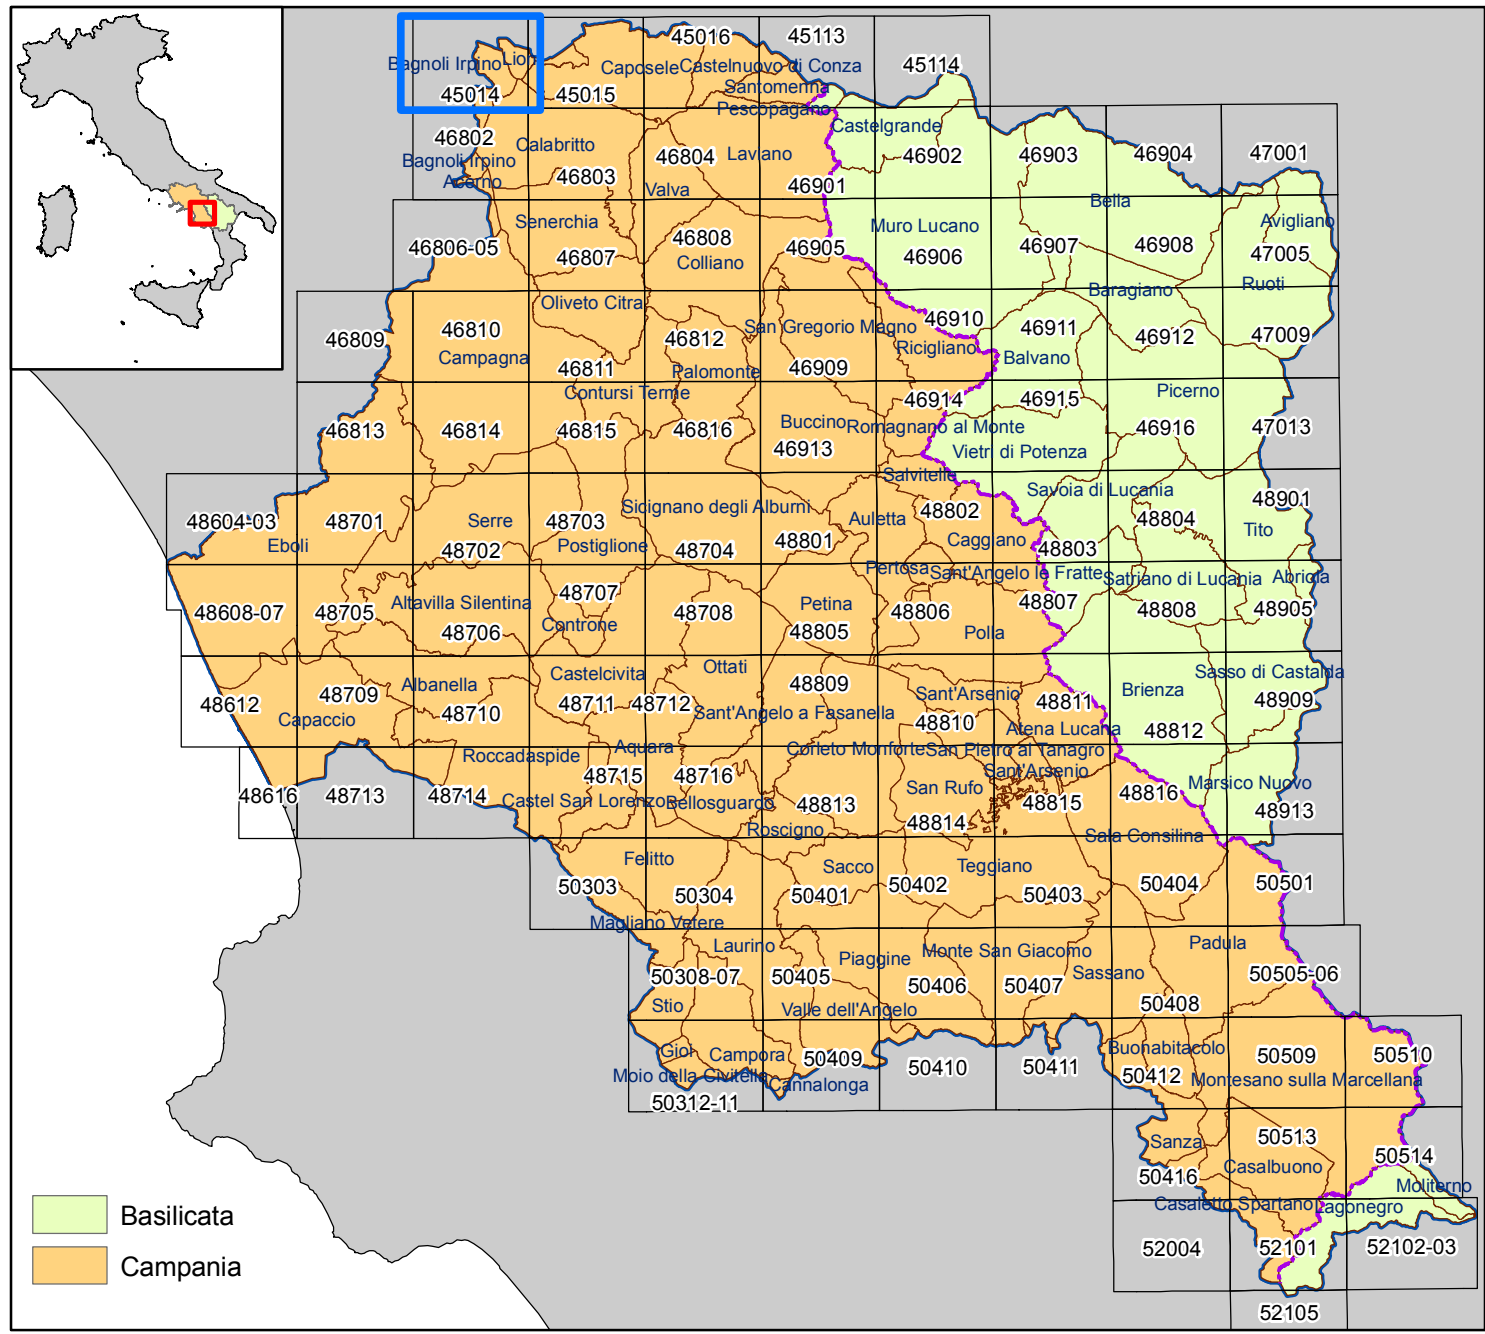 45016
45113
Bagnoli Irpino
Lioni
Caposele
Castelnuovo di Conza
45114
45014
45015
Santomenna
Pescopagano
46802
Calabritto
Castelgrande
46804
Laviano
46902
46903
46904
47001
Bagnoli Irpino
Acerno
46803
Valva
46901
Bella
Senerchia
Muro Lucano
Avigliano
46806-05
46807
46808
Colliano
46905
46906
46907
46908
47005
Oliveto Citra
Baragiano
Ruoti
46809
46810
46812
San Gregorio Magno
46910
46911
46912
47009
Campagna
Ricigliano
Balvano
46811
Palomonte
46909
Contursi Terme
Picerno
46914
46915
46813
46814
46815
46816
Buccino
Romagnano al Monte
46916
47013
46913
Vietri di Potenza
Salvitelle
Savoia di Lucania
48901
48604-03
48701
Serre
48703
Sicignano degli Alburni
Auletta
48802
48804
Tito
Eboli
48702
Postiglione
48704
48801
Caggiano
48803
Pertosa
Sant'Angelo le Fratte
Satriano di Lucania
Abriola
48608-07
48705
Altavilla Silentina
48707
48708
Petina
48806
48807
48808
48905
48706
Controne
48805
Polla
Castelcivita
Ottati
Sasso di Castalda
Albanella
48809
Sant'Arsenio
Brienza
48612
48709
48710
48711
48712
Sant'Angelo a Fasanella
48810
48811
48909
Capaccio
Atena Lucana
48812
Roccadaspide
Aquara
Corleto Monforte
San Pietro al Tanagro
48715
48716
Sant'Arsenio
Marsico Nuovo
48616
48713
48714
Castel San Lorenzo
Bellosguardo
48813
San Rufo
48815
48816
48913
Roscigno
48814
Sala Consilina
Felitto
Sacco
Teggiano
50303
50304
50401
50402
50403
50404
50501
Magliano Vetere
Laurino
Piaggine
Monte San Giacomo
Padula
50308-07
50405
50406
50407
Sassano
50505-06
Stio
Valle dell'Angelo
50408
Gioi
Campora
50409
50410
50411
Buonabitacolo
50509
50510
Moio della Civitella
Cannalonga
50412
Montesano sulla Marcellana
50312-11
Sanza
50513
50416
Casalbuono
50514
Moliterno
Casaletto Spartano
Lagonegro
52004
52101
52102-03
52105
Basilicata
Campania